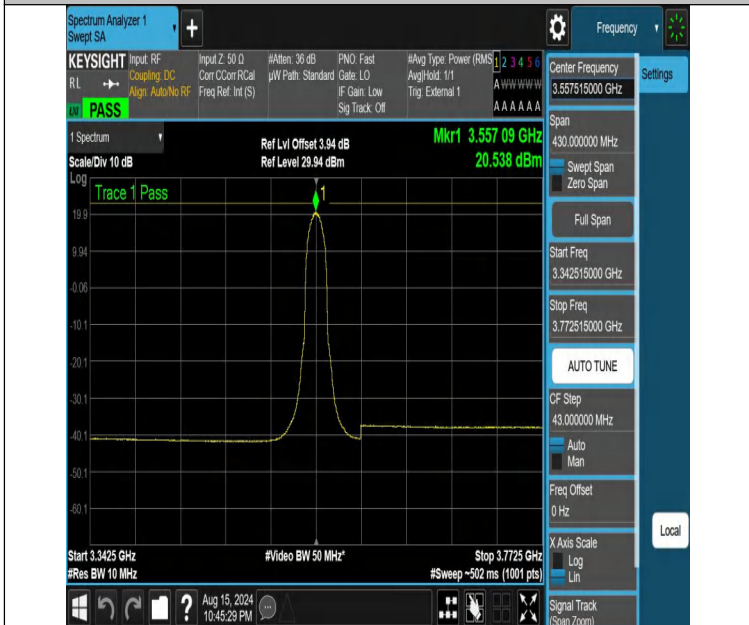 Spectrum Analyzer 1
Swept SA
Frequency
KEYSIGHT
RL
PASS
Input: RF
Coupling: DC
Align: Auto/No RF
Input Z: 50 Ω
Corr CCorr RCal
Freq Ref: Int (S)
#Atten: 36 dB
µW Path: Standard
PNO: Fast
Gate: LO
IF Gain: Low
Sig Track: Off
#Avg Type: Power (RMS
Avg|Hold: 1/1
Trig: External 1
1 2 3 4 5 6
A W W W W W
A A A A A A
1 Spectrum
Scale/Div 10 dB
Ref Lvl Offset 3.94 dB
Ref Level 29.94 dBm
Mkr1 3.557 09 GHz
20.538 dBm
Log
Trace 1 Pass
1
19.9
9.94
-0.06
-10.1
-20.1
-30.1
-40.1
-50.1
-60.1
Start 3.3425 GHz
#Res BW 10 MHz
#Video BW 50 MHz*
Stop 3.7725 GHz
#Sweep ~502 ms (1001 pts)
Aug 15, 2024
10:45:29 PM
?
Center Frequency
3.557515000 GHz
Settings
Span
430.000000 MHz
Swept Span
Zero Span
Full Span
Start Freq
3.342515000 GHz
Stop Freq
3.772515000 GHz
AUTO TUNE
CF Step
43.000000 MHz
Auto
Man
Freq Offset
0 Hz
Local
X Axis Scale
Log
Lin
Signal Track
(Span Zoom)